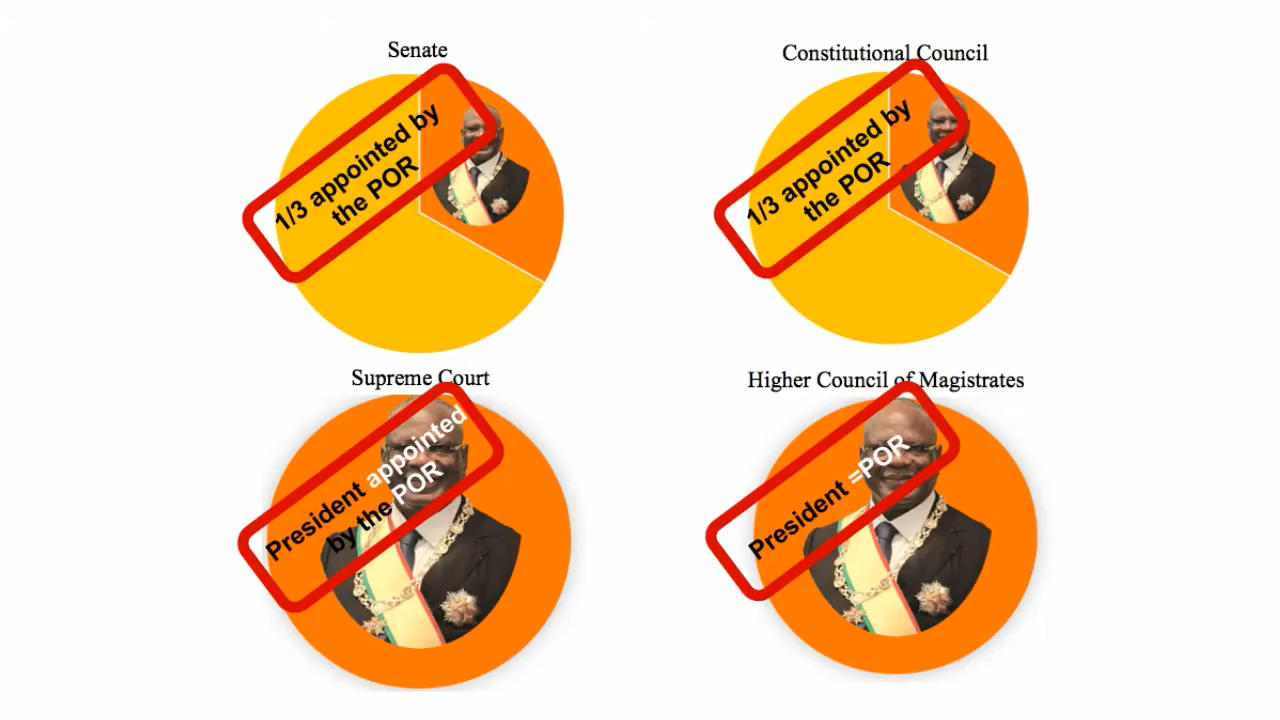 Senate
Constitutional Council
1/3 appointed by
the POR
1/3 appointed by
the POR
Supreme Court
Higher Council of Magistrates
President appointed
by the POR
President =POR